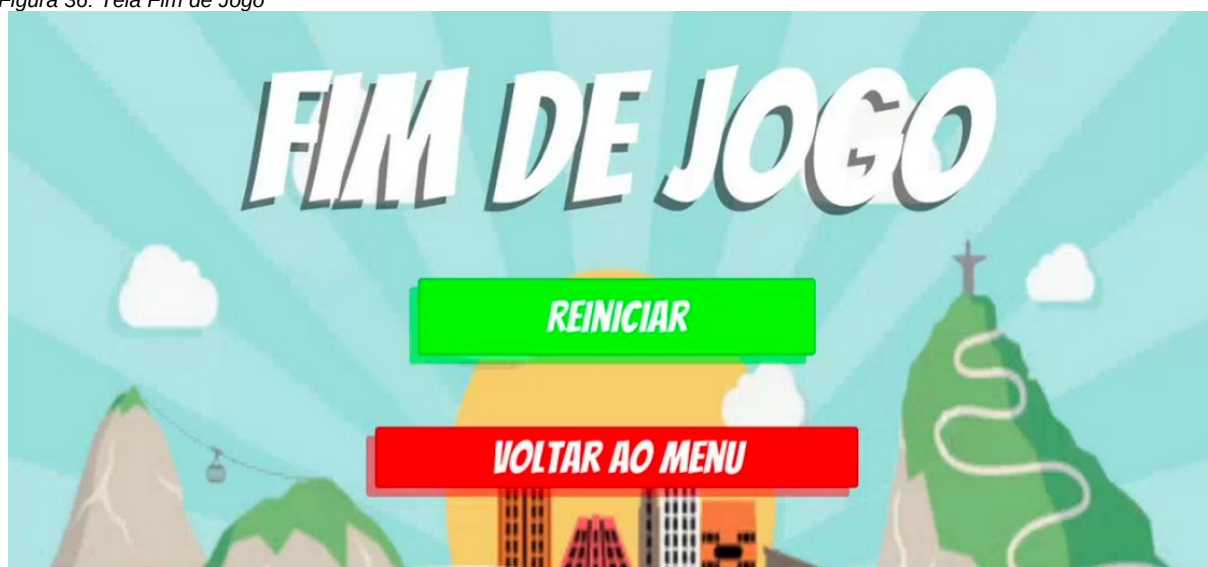 Figura 36: Tela Fim de Jogo
FIM DE JOGO
REINICIAR
VOLTAR AO MENU